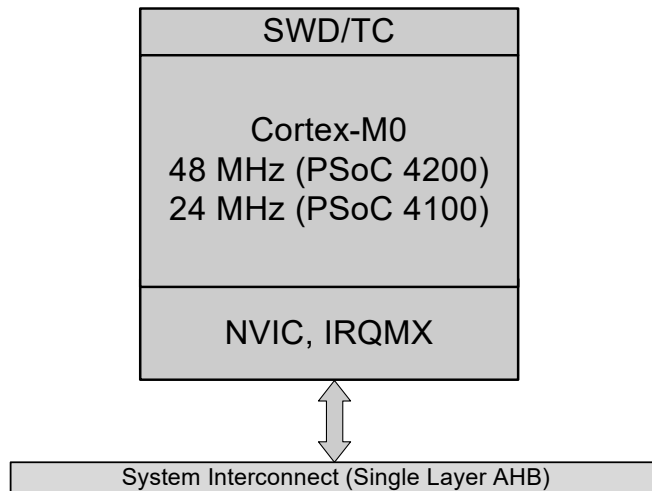 SWD/TC
Cortex-M0
48 MHz (PSoC 4200)
24 MHz (PSoC 4100)
NVIC, IRQMX
System Interconnect (Single Layer AHB)